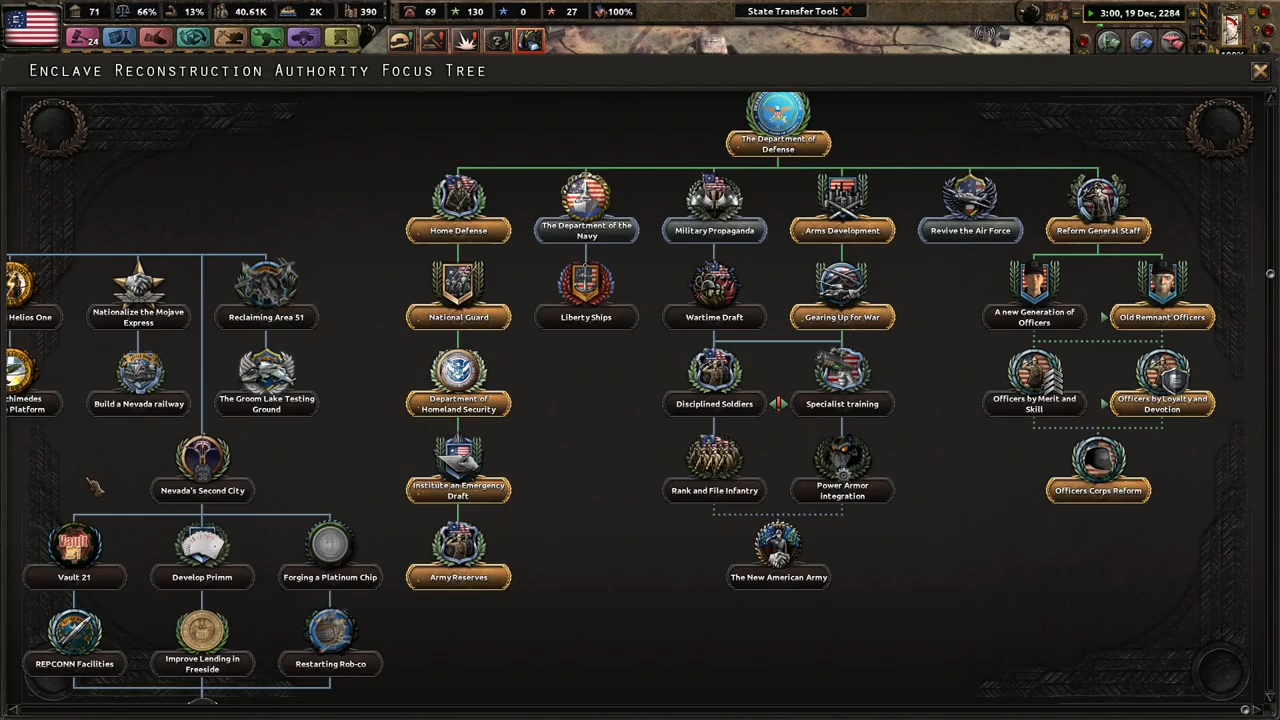 71 66% 13% 40.61K 2K 390 69 130 0 27 100%
State Transfer Tool:
3:00, 19 Dec, 2284
24
Enclave Reconstruction Authority Focus Tree
The Department of
Defense
Home Defense
The Department of the
Navy
Military Propaganda
Arms Development
Revive the Air Force
Reform General Staff
Helios One
Nationalize the Mojave
Express
Reclaiming Area 51
National Guard
Liberty Ships
Wartime Draft
Gearing Up for War
A new Generation of
Officers
Old Remnant Officers
chimedes
Platform
Build a Nevada railway
The Groom Lake Testing
Ground
Department of
Homeland Security
Disciplined Soldiers
Specialist training
Officers by Merit and
Skill
Officers by Loyalty and
Devotion
Nevada's Second City
Institute an Emergency
Draft
Rank and File Infantry
Power Armor
integration
Officers Corps Reform
Vault 21
Develop Primm
Forging a Platinum Chip
Army Reserves
The New American Army
REPCONN Facilities
Improve Lending in
Freeside
Restarting Rob-co